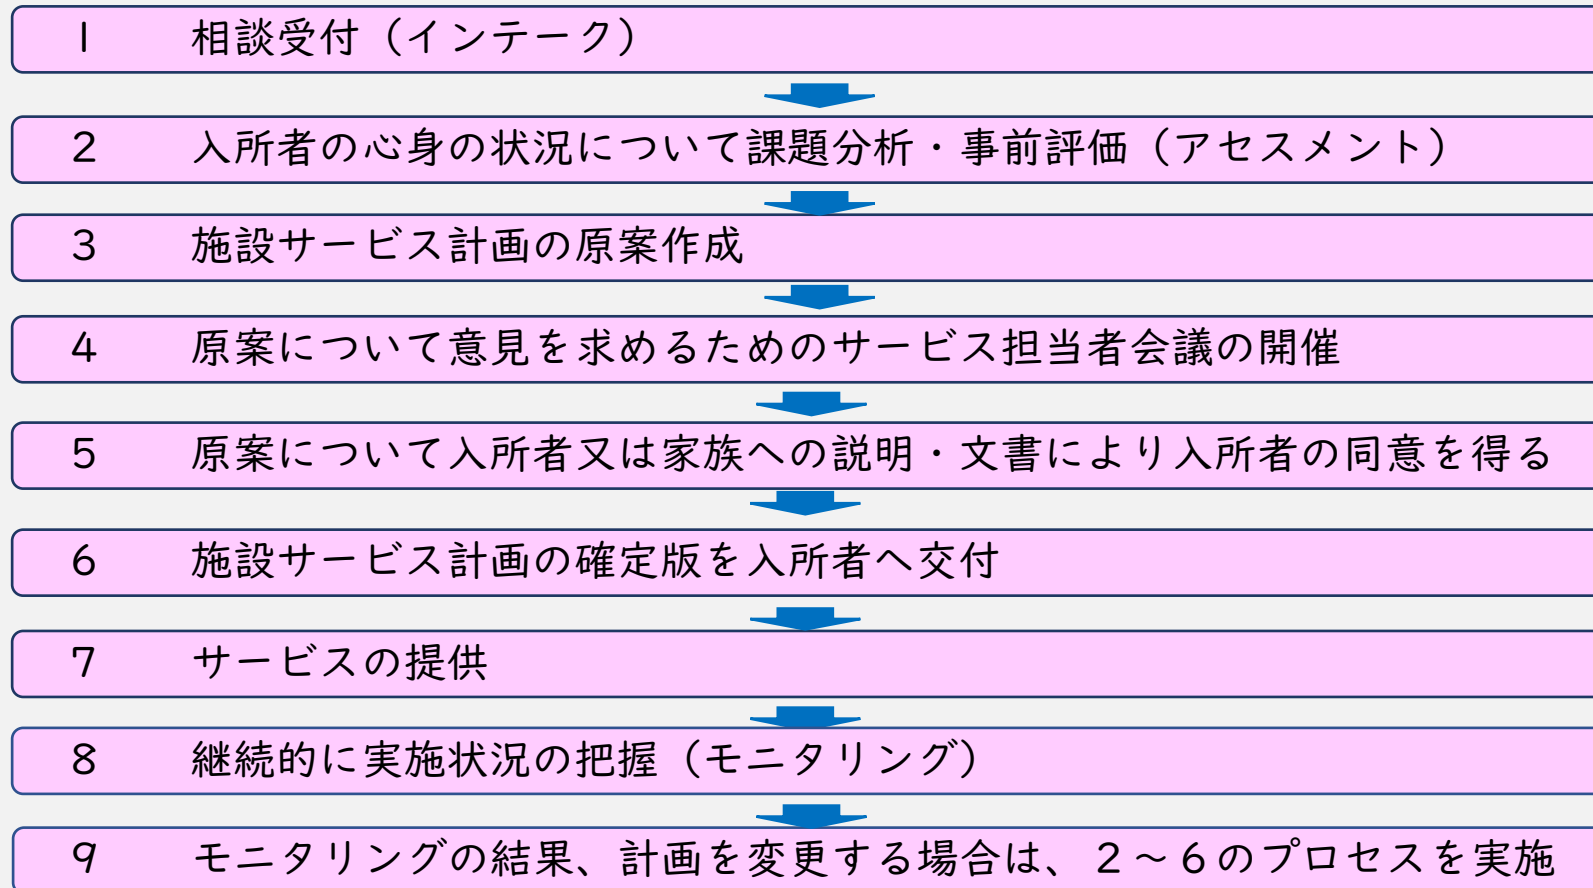 1 相談受付（インテーク）
2 入所者の心身の状況について課題分析・事前評価（アセスメント）
3 施設サービス計画の原案作成
4 原案について意見を求めるためのサービス担当者会議の開催
5 原案について入所者又は家族への説明・文書により入所者の同意を得る
6 施設サービス計画の確定版を入所者へ交付
7 サービスの提供
8 継続的に実施状況の把握（モニタリング）
9 モニタリングの結果、計画を変更する場合は、２～６のプロセスを実施